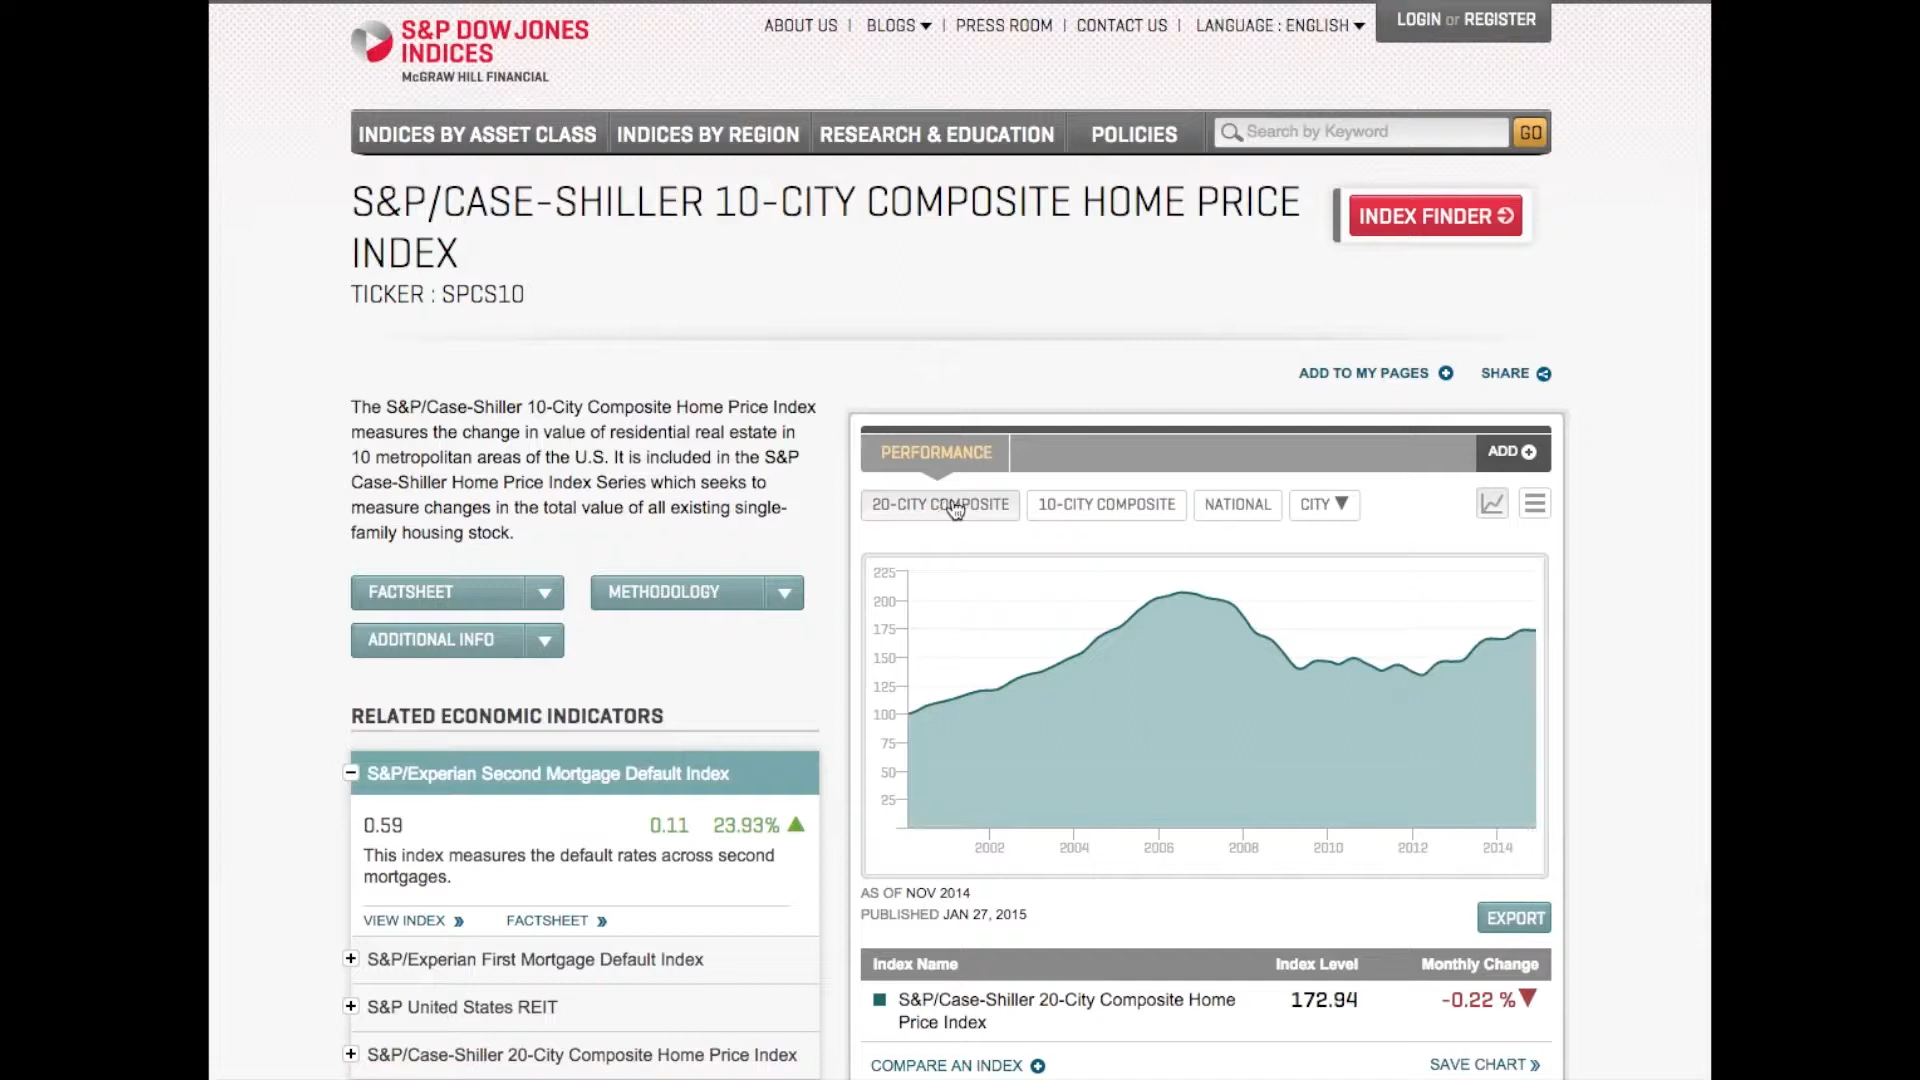 S&P DOW JONES
INDICES
McGRAW HILL FINANCIAL
ABOUT US | BLOGS | PRESS ROOM | CONTACT US | LANGUAGE : ENGLISH
LOGIN or REGISTER
INDICES BY ASSET CLASS
INDICES BY REGION
RESEARCH & EDUCATION
POLICIES
Search by Keyword
GO
S&P/CASE-SHILLER 10-CITY COMPOSITE HOME PRICE
INDEX
TICKER : SPCS10
INDEX FINDER
ADD TO MY PAGES
SHARE
The S&P/Case-Shiller 10-City Composite Home Price Index
measures the change in value of residential real estate in
10 metropolitan areas of the U.S. It is included in the S&P
Case-Shiller Home Price Index Series which seeks to
measure changes in the total value of all existing single-
family housing stock.
FACTSHEET
METHODOLOGY
ADDITIONAL INFO
RELATED ECONOMIC INDICATORS
S&P/Experian Second Mortgage Default Index
0.59 0.11 23.93%
This index measures the default rates across second
mortgages.
VIEW INDEX » FACTSHEET »
S&P/Experian First Mortgage Default Index
S&P United States REIT
S&P/Case-Shiller 20-City Composite Home Price Index
PERFORMANCE
ADD
20-CITY COMPOSITE
10-CITY COMPOSITE
NATIONAL
CITY
225
200
175
150
125
100
75
50
25
2002 2004 2006 2008 2010 2012 2014
AS OF NOV 2014
PUBLISHED JAN 27, 2015
EXPORT
Index Name Index Level Monthly Change
S&P/Case-Shiller 20-City Composite Home 172.94 -0.22 %
Price Index
COMPARE AN INDEX
SAVE CHART »